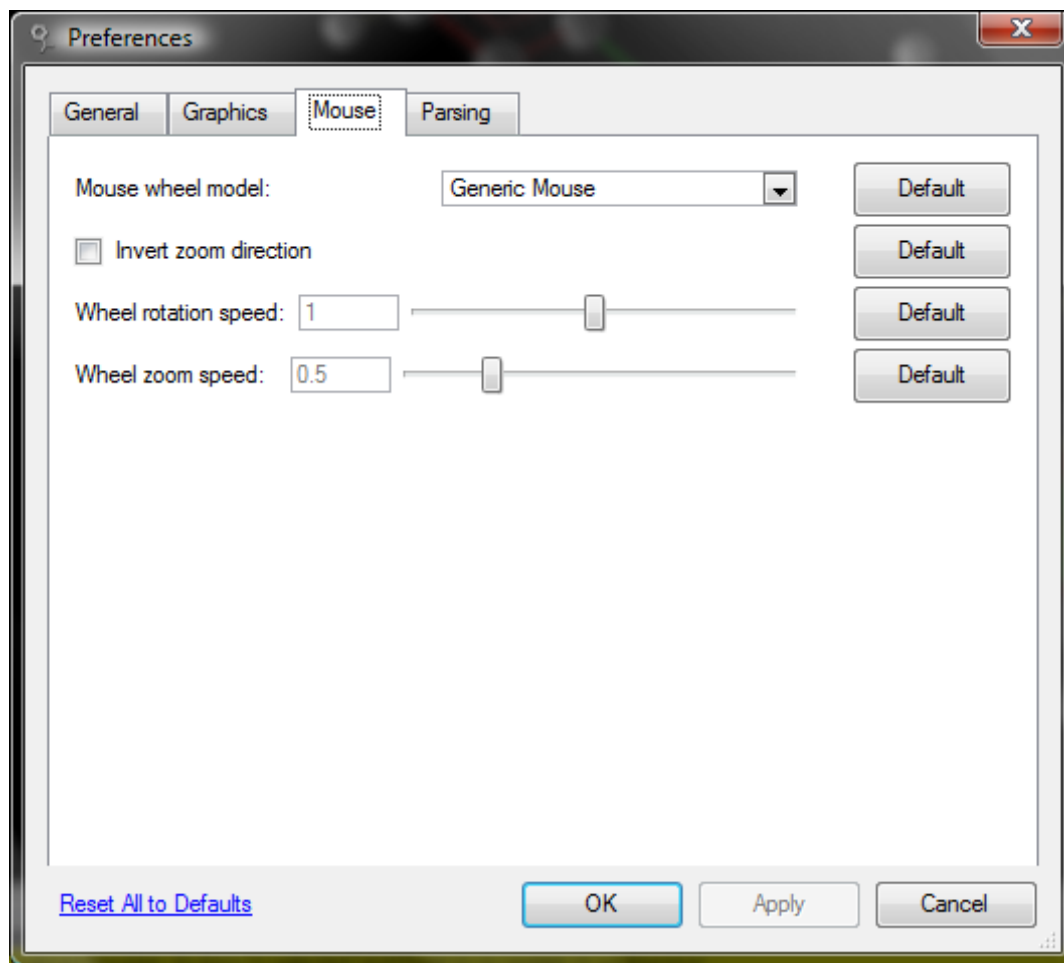 Preferences
General Graphics Mouse Parsing
Mouse wheel model: Generic Mouse Default
Invert zoom direction Default
Wheel rotation speed: 1 Default
Wheel zoom speed: 0.5 Default
Reset All to Defaults OK Apply Cancel